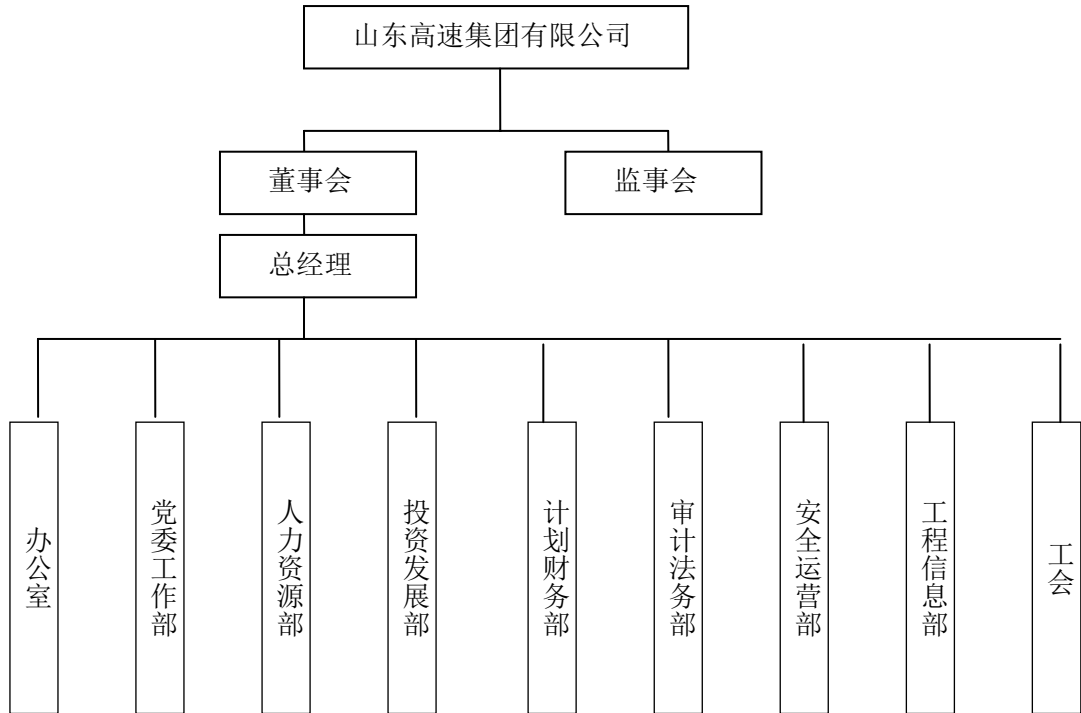 山东高速集团有限公司
董事会
监事会
总经理
办公室
党委工作部
人力资源部
投资发展部
计划财务部
审计法务部
安全运营部
工程信息部
工会